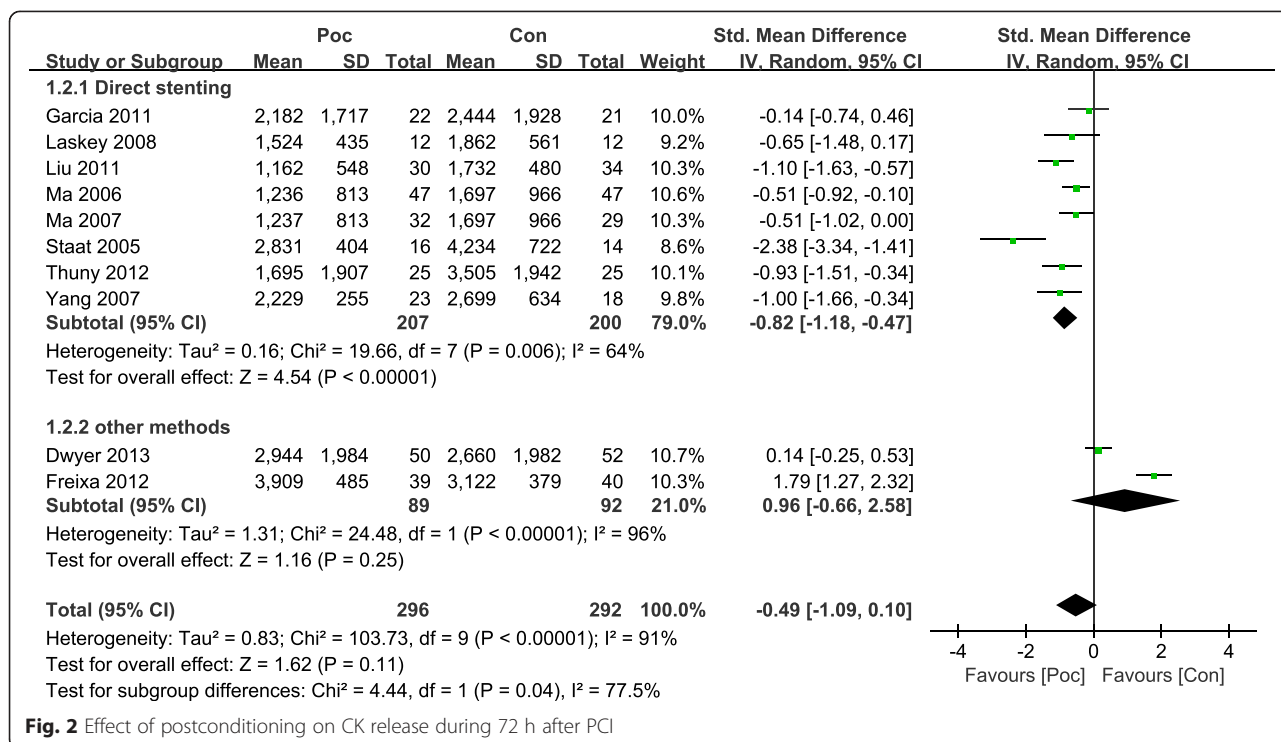 Poc Con Std. Mean Difference Std. Mean Difference
Study or Subgroup Mean SD Total Mean SD Total Weight IV, Random, 95% CI IV, Random, 95% CI
1.2.1 Direct stenting
Garcia 2011 2,182 1,717 22 2,444 1,928 21 10.0% -0.14 [-0.74, 0.46]
Laskey 2008 1,524 435 12 1,862 561 12 9.2% -0.65 [-1.48, 0.17]
Liu 2011 1,162 548 30 1,732 480 34 10.3% -1.10 [-1.63, -0.57]
Ma 2006 1,236 813 47 1,697 966 47 10.6% -0.51 [-0.92, -0.10]
Ma 2007 1,237 813 32 1,697 966 29 10.3% -0.51 [-1.02, 0.00]
Staat 2005 2,831 404 16 4,234 722 14 8.6% -2.38 [-3.34, -1.41]
Thuny 2012 1,695 1,907 25 3,505 1,942 25 10.1% -0.93 [-1.51, -0.34]
Yang 2007 2,229 255 23 2,699 634 18 9.8% -1.00 [-1.66, -0.34]
Subtotal (95% CI) 207 200 79.0% -0.82 [-1.18, -0.47]
Heterogeneity: Tau² = 0.16; Chi² = 19.66, df = 7 (P = 0.006); I² = 64%
Test for overall effect: Z = 4.54 (P < 0.00001)
1.2.2 other methods
Dwyer 2013 2,944 1,984 50 2,660 1,982 52 10.7% 0.14 [-0.25, 0.53]
Freixa 2012 3,909 485 39 3,122 379 40 10.3% 1.79 [1.27, 2.32]
Subtotal (95% CI) 89 92 21.0% 0.96 [-0.66, 2.58]
Heterogeneity: Tau² = 1.31; Chi² = 24.48, df = 1 (P < 0.00001); I² = 96%
Test for overall effect: Z = 1.16 (P = 0.25)
Total (95% CI) 296 292 100.0% -0.49 [-1.09, 0.10]
Heterogeneity: Tau² = 0.83; Chi² = 103.73, df = 9 (P < 0.00001); I² = 91%
Test for overall effect: Z = 1.62 (P = 0.11)
Test for subgroup differences: Chi² = 4.44, df = 1 (P = 0.04), I² = 77.5%
-4 -2 0 2 4
Favours [Poc] Favours [Con]
Fig. 2 Effect of postconditioning on CK release during 72 h after PCI